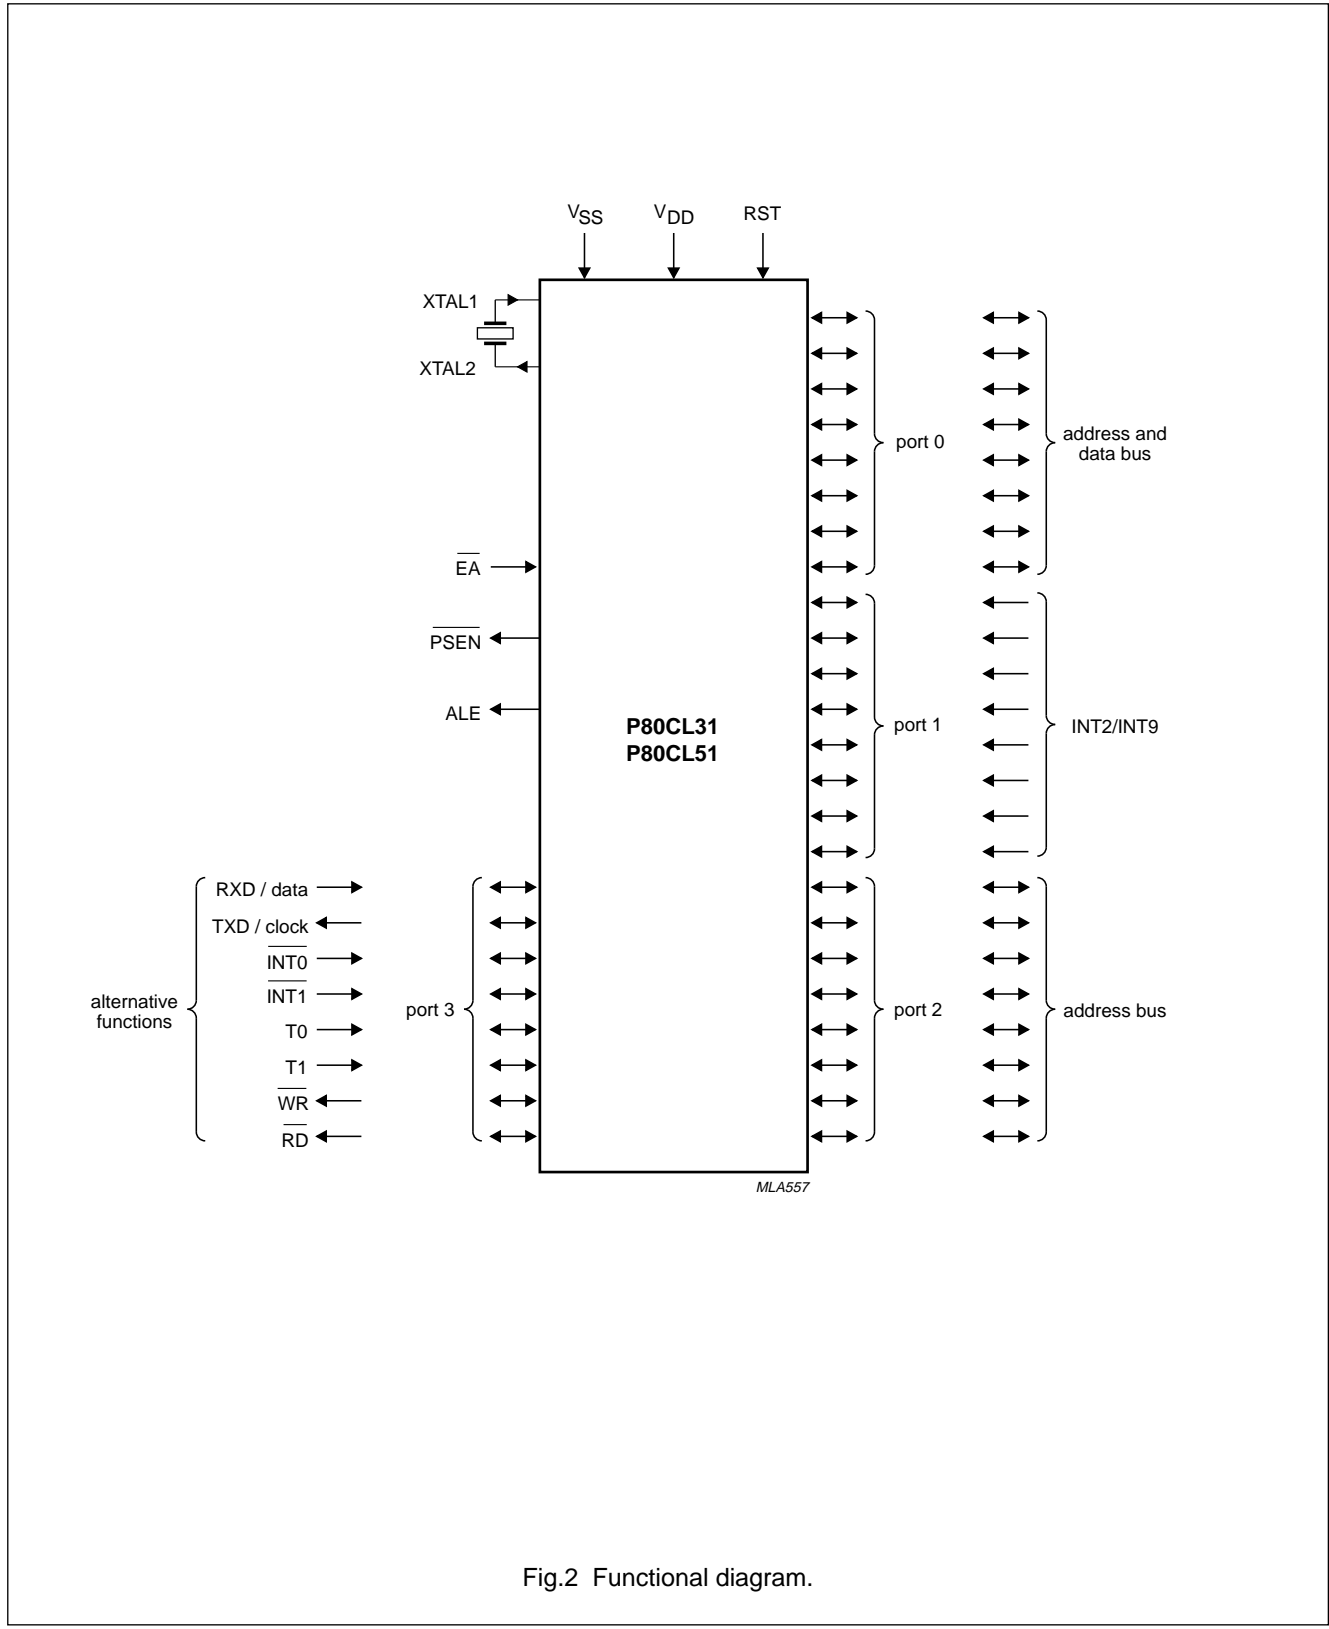 VSS
VDD
RST
XTAL1
XTAL2
port 0
address and
data bus
EA
PSEN
ALE
P80CL31
P80CL51
port 1
INT2/INT9
RXD / data
TXD / clock
INT0
INT1
T0
T1
WR
RD
alternative
functions
port 3
port 2
address bus
MLA557
Fig.2 Functional diagram.